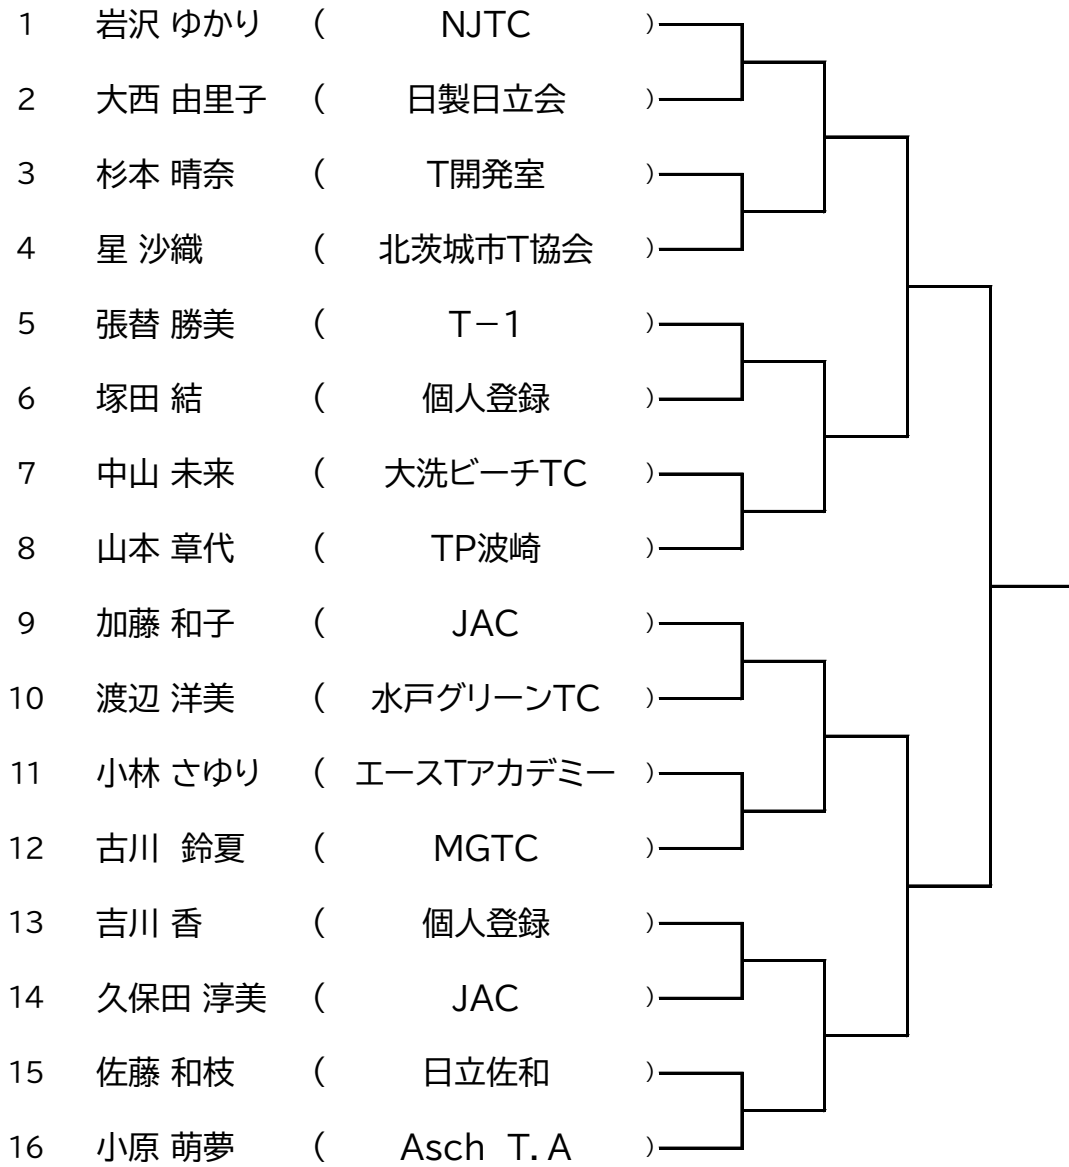 1 岩沢 ゆかり ( NJTC )
2 大西 由里子 ( 日製日立会 )
3 杉本 晴奈 ( T開発室 )
4 星 沙織 ( 北茨城市T協会 )
5 張替 勝美 ( T−1 )
6 塚田 結 ( 個人登録 )
7 中山 未来 ( 大洗ビーチTC )
8 山本 章代 ( TP波崎 )
9 加藤 和子 ( JAC )
10 渡辺 洋美 ( 水戸グリーンTC )
11 小林 さゆり ( エースTアカデミー )
12 古川 鈴夏 ( MGTC )
13 吉川 香 ( 個人登録 )
14 久保田 淳美 ( JAC )
15 佐藤 和枝 ( 日立佐和 )
16 小原 萌夢 ( Asch T.A )